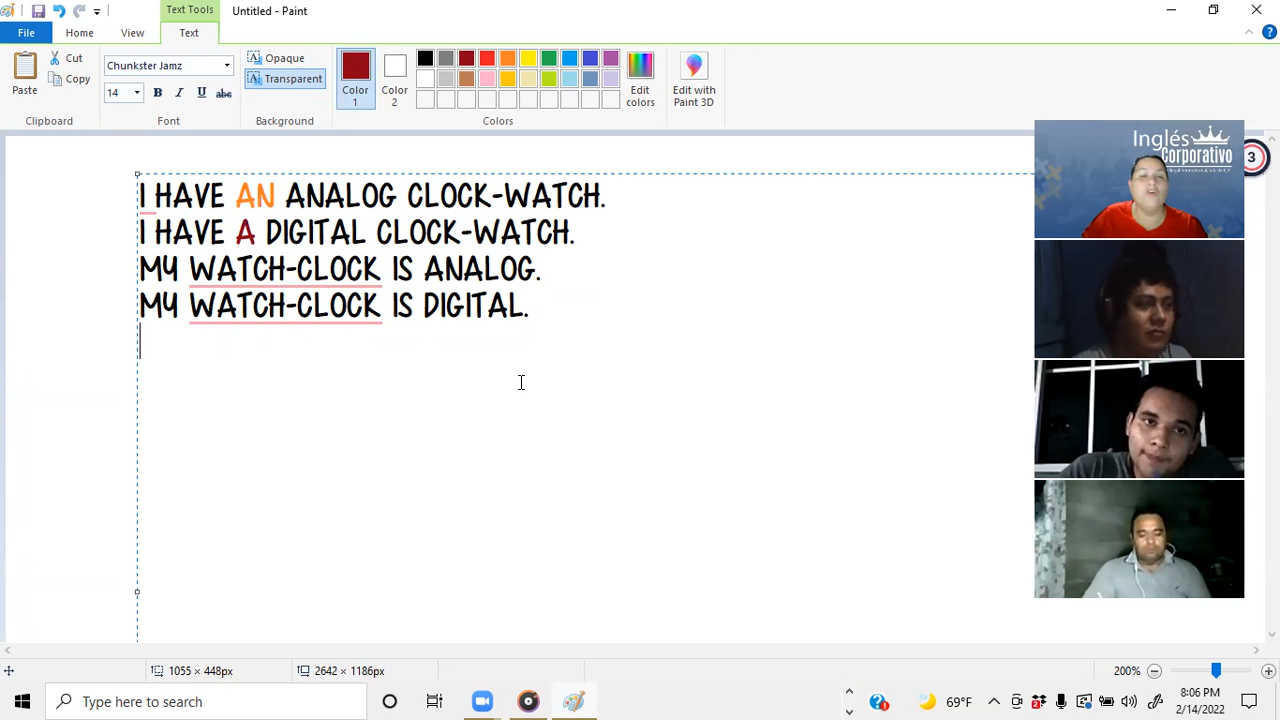 Text Tools
Untitled - Paint
File
Home
View
Text
Paste
Cut
Copy
Clipboard
Chunkster Jamz
14
B I U abc
Font
Opaque
Transparent
Background
Color 1
Color 2
Colors
Edit colors
Edit with Paint 3D
I HAVE AN ANALOG CLOCK-WATCH.
I HAVE A DIGITAL CLOCK-WATCH.
MY WATCH-CLOCK IS ANALOG.
MY WATCH-CLOCK IS DIGITAL.
Inglés
Corporativo
3
1055 × 448px
2642 × 1186px
200%
Type here to search
69°F
8:06 PM
2/14/2022